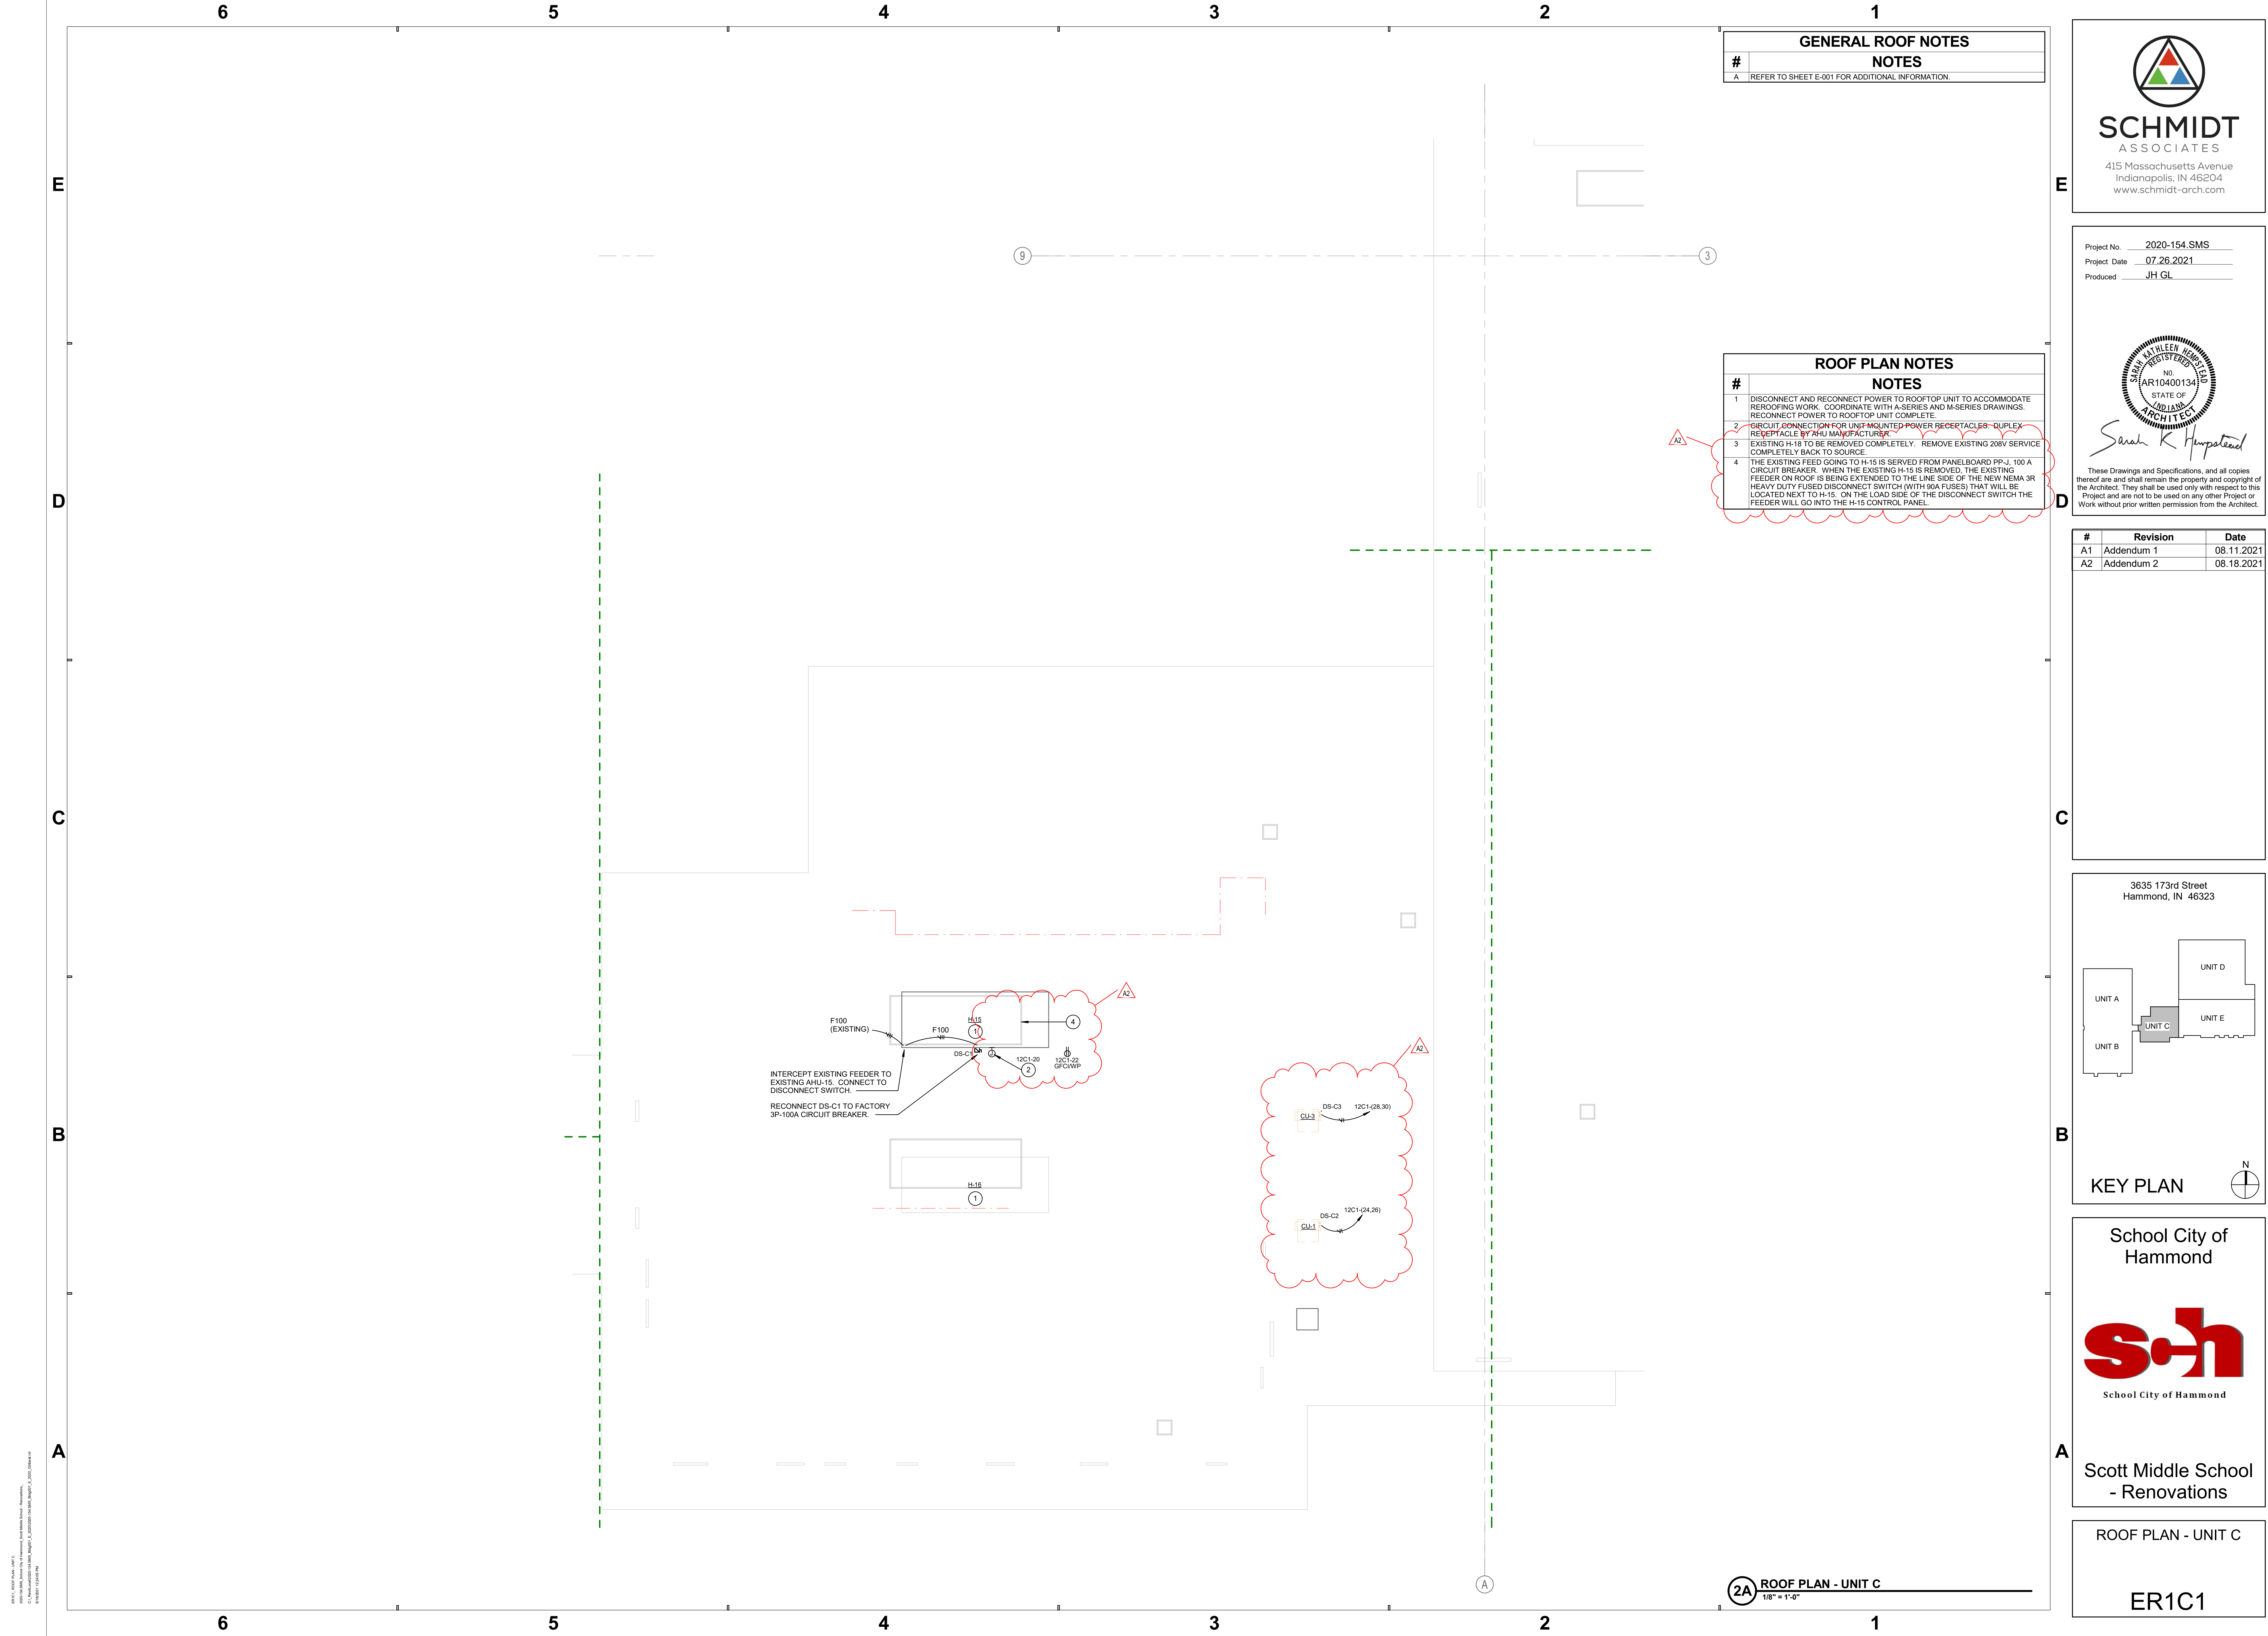 6 5 4 3 2 1
GENERAL ROOF NOTES
# NOTES
A REFER TO SHEET E-001 FOR ADDITIONAL INFORMATION.
SCHMIDT
ASSOCIATES
415 Massachusetts Avenue
Indianapolis, IN 46204
www.schmidt-arch.com
E E
9 3
Project No. 2020-154.SMS
Project Date 07.26.2021
Produced JH GL
SARAH KATHLEEN HEMPSTEAD
REGISTERED
NO.
AR10400134
STATE OF
INDIANA
ARCHITECT
Sarah K Hempstead
These Drawings and Specifications, and all copies
thereof are and shall remain the property and copyright of
the Architect. They shall be used only with respect to this
Project and are not to be used on any other Project or
Work without prior written permission from the Architect.
ROOF PLAN NOTES
# NOTES
1 DISCONNECT AND RECONNECT POWER TO ROOFTOP UNIT TO ACCOMMODATE
REROOFING WORK. COORDINATE WITH A-SERIES AND M-SERIES DRAWINGS.
RECONNECT POWER TO ROOFTOP UNIT COMPLETE.
2 CIRCUIT CONNECTION FOR UNIT MOUNTED POWER RECEPTACLES. DUPLEX
RECEPTACLE BY AHU MANUFACTURER.
A2
3 EXISTING H-18 TO BE REMOVED COMPLETELY. REMOVE EXISTING 208V SERVICE
COMPLETELY BACK TO SOURCE.
4 THE EXISTING FEED GOING TO H-15 IS SERVED FROM PANELBOARD PP-J, 100 A
CIRCUIT BREAKER. WHEN THE EXISTING H-15 IS REMOVED, THE EXISTING
FEEDER ON ROOF IS BEING EXTENDED TO THE LINE SIDE OF THE NEW NEMA 3R
HEAVY DUTY FUSED DISCONNECT SWITCH (WITH 90A FUSES) THAT WILL BE
LOCATED NEXT TO H-15. ON THE LOAD SIDE OF THE DISCONNECT SWITCH THE
FEEDER WILL GO INTO THE H-15 CONTROL PANEL.
D D
# Revision Date
A1 Addendum 1 08.11.2021
A2 Addendum 2 08.18.2021
C C
3635 173rd Street
Hammond, IN 46323
UNIT D
UNIT A
UNIT E
UNIT C
UNIT B
N
KEY PLAN
A2
F100
(EXISTING)
F100
H-15
1
4
DS-C1
J
12C1-20
2
12C1-22
GFCI/WP
INTERCEPT EXISTING FEEDER TO
EXISTING AHU-15. CONNECT TO
DISCONNECT SWITCH.
RECONNECT DS-C1 TO FACTORY
3P-100A CIRCUIT BREAKER.
A2
CU-3
DS-C3
12C1-(28,30)
B B
H-16
1
CU-1
DS-C2
12C1-(24,26)
School City of
Hammond
sch
School City of Hammond
A A
Scott Middle School
- Renovations
ROOF PLAN - UNIT C
ER1C1
A
2A ROOF PLAN - UNIT C
1/8" = 1'-0"
6 5 4 3 2 1